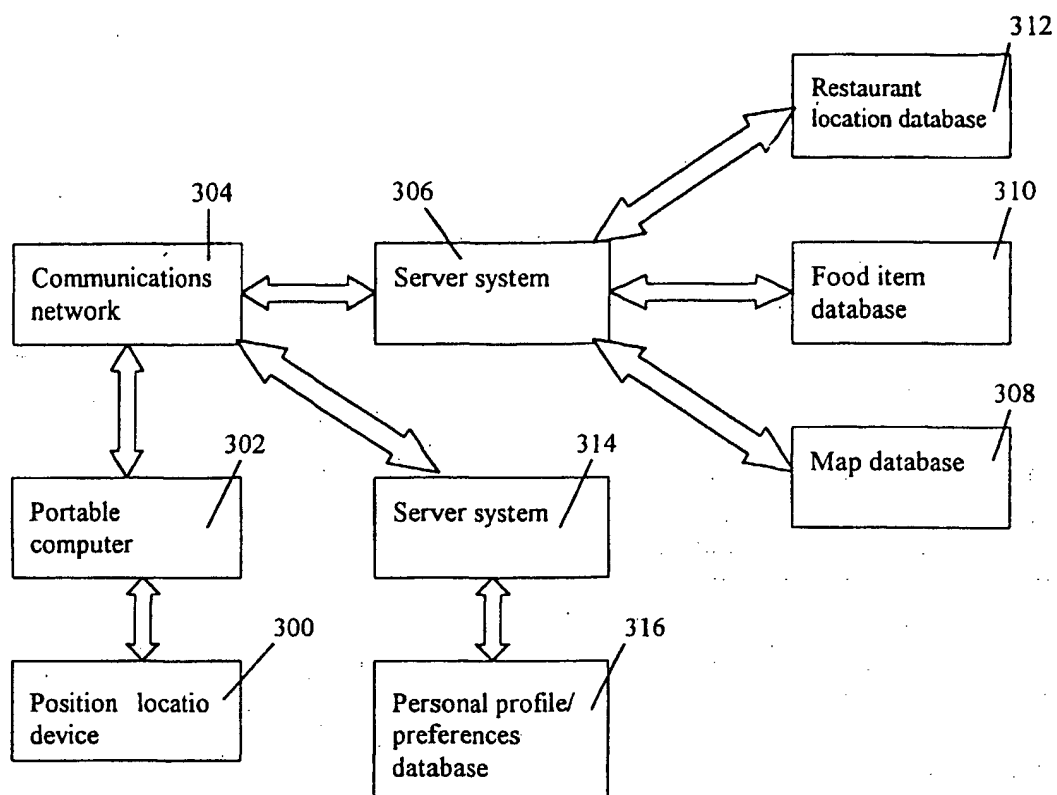 312
Restaurant
location database
304
306
310
Communications
network
Server system
Food item
database
308
302
314
Map database
Portable
computer
Server system
300
316
Position locatio
device
Personal profile/
preferences
database